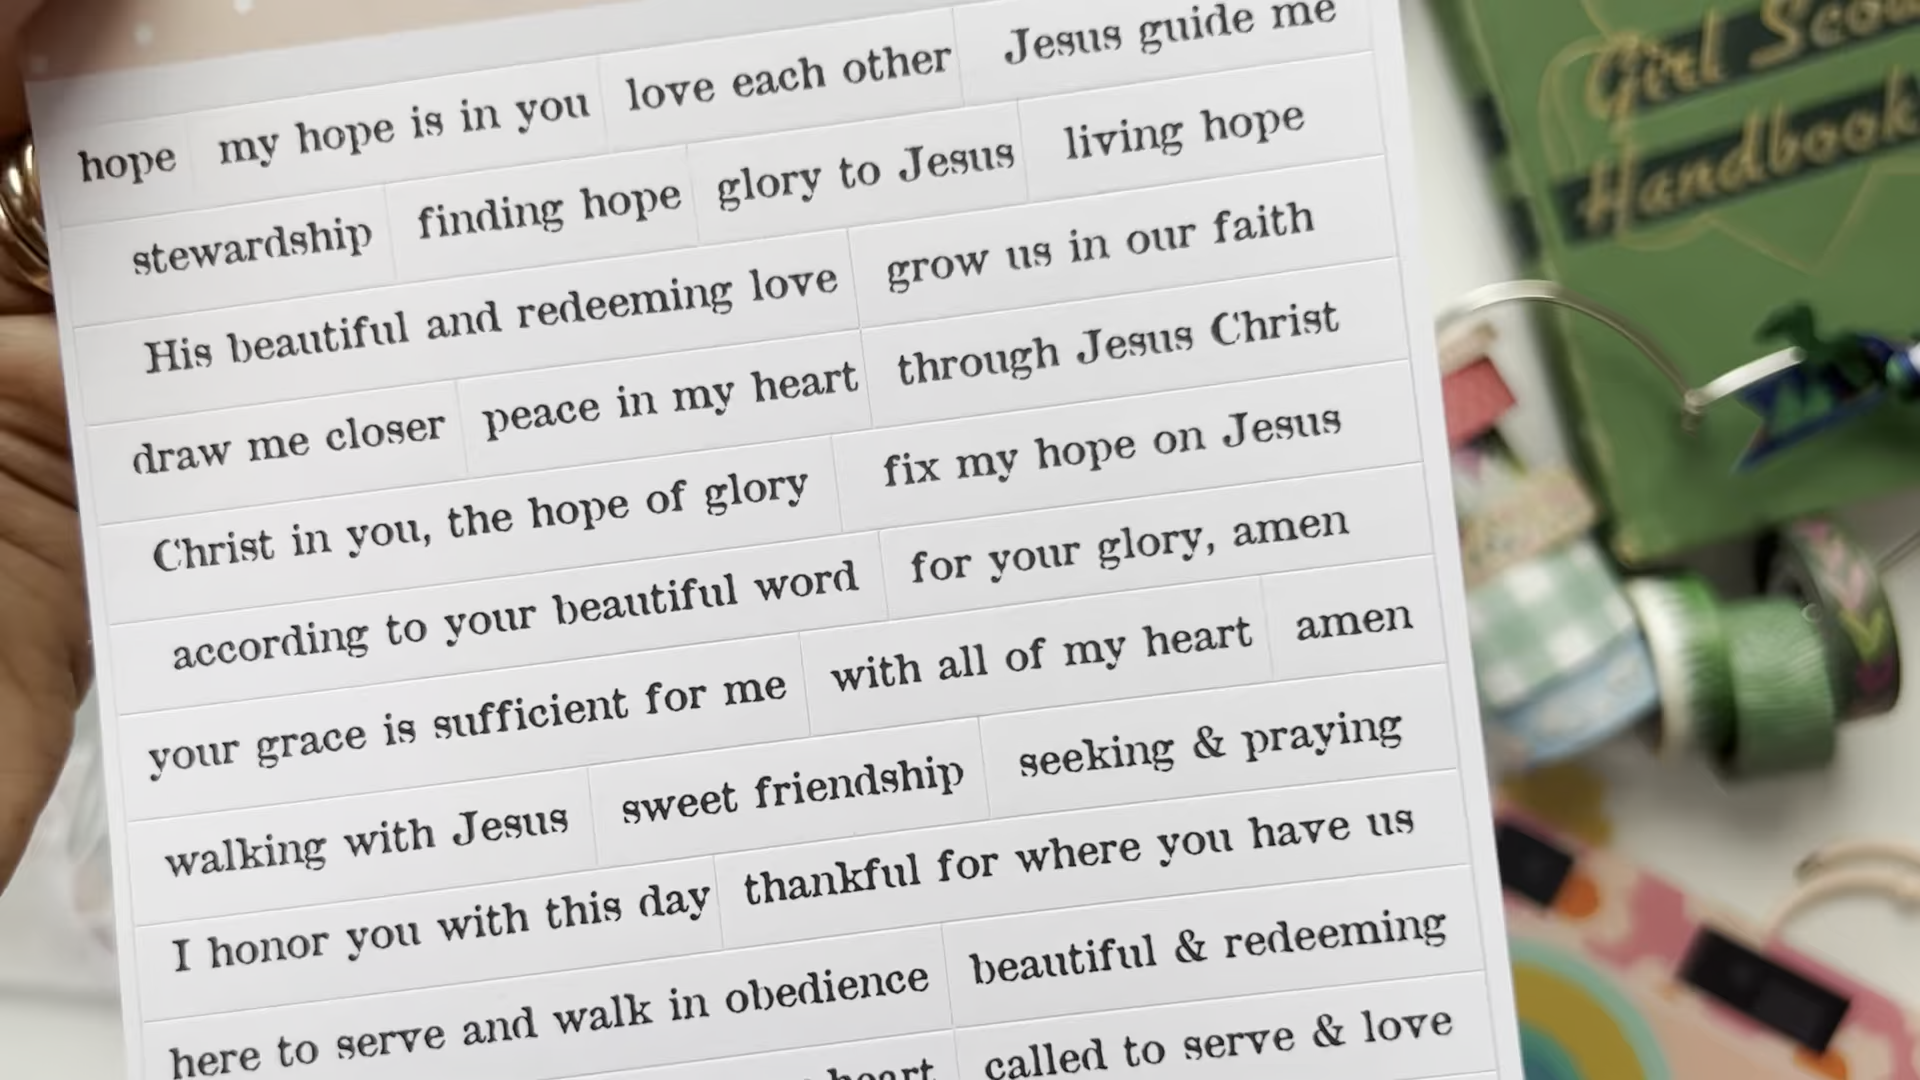 hope my hope is in you love each other Jesus guide me
stewardship finding hope glory to Jesus living hope
His beautiful and redeeming love grow us in our faith
draw me closer peace in my heart through Jesus Christ
Christ in you, the hope of glory fix my hope on Jesus
according to your beautiful word for your glory, amen
your grace is sufficient for me with all of my heart amen
walking with Jesus sweet friendship seeking & praying
I honor you with this day thankful for where you have us
here to serve and walk in obedience beautiful & redeeming
heart called to serve & love
Girl
Handbook